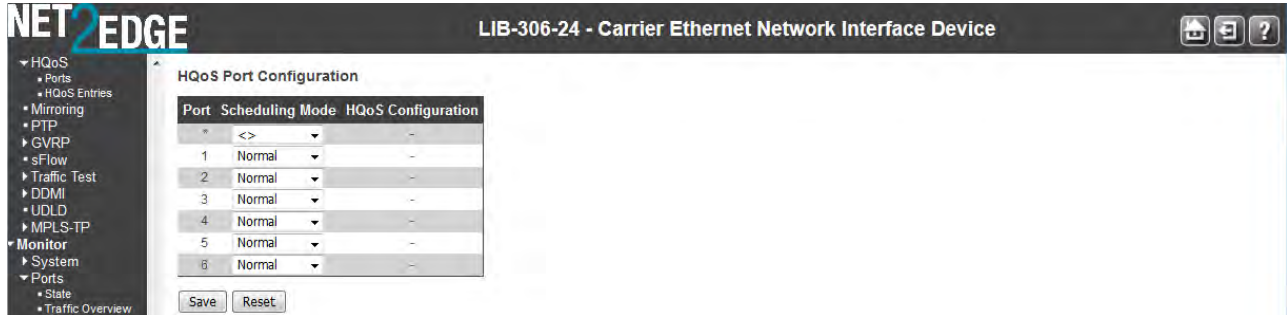 NET2EDGE
LIB-306-24 - Carrier Ethernet Network Interface Device
?
HQoS
Ports
HQoS Entries
Mirroring
PTP
GVRP
sFlow
Traffic Test
DDMI
UDLD
MPLS-TP
Monitor
System
Ports
State
Traffic Overview
HQoS Port Configuration
Port Scheduling Mode HQoS Configuration
* <> -
1 Normal -
2 Normal -
3 Normal -
4 Normal -
5 Normal -
6 Normal -
Save Reset